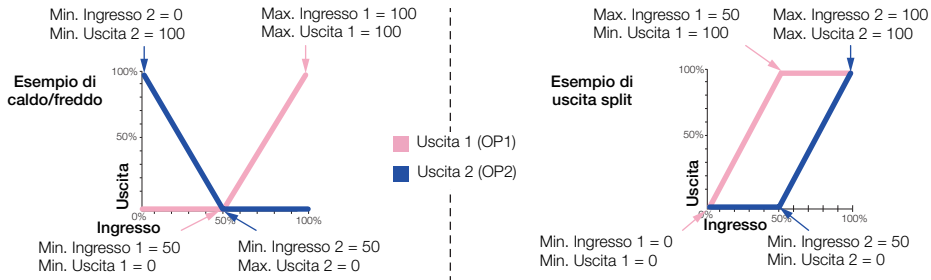 Min. Ingresso 2 = 0
Min. Uscita 2 = 100
Max. Ingresso 1 = 100
Max. Uscita 1 = 100
Esempio di
caldo/freddo
100%
50%
Uscita
0%
50%
100%
Ingresso
Min. Ingresso 1 = 50
Min. Uscita 1 = 0
Min. Ingresso 2 = 50
Max. Uscita 2 = 0
Uscita 1 (OP1)
Uscita 2 (OP2)
Max. Ingresso 1 = 50
Min. Uscita 1 = 100
Max. Ingresso 2 = 100
Max. Uscita 2 = 100
Esempio di
uscita split
100%
50%
Uscita
0%
50%
100%
Ingresso
Min. Ingresso 1 = 0
Min. Uscita 1 = 0
Min. Ingresso 2 = 50
Min. Uscita 2 = 0